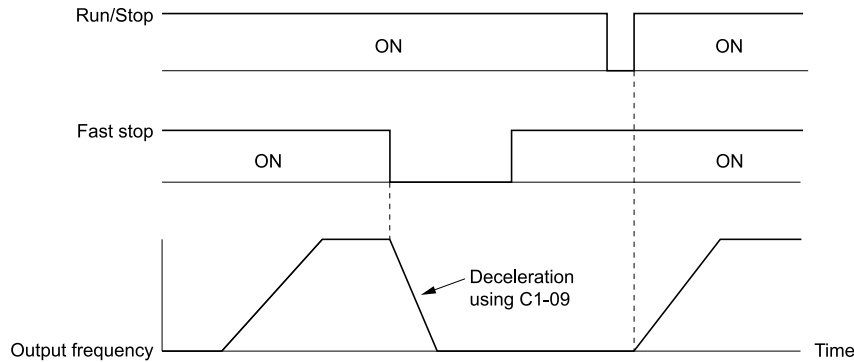 Run/Stop
ON
ON
Fast stop
ON
ON
Deceleration
using C1-09
Output frequency
Time